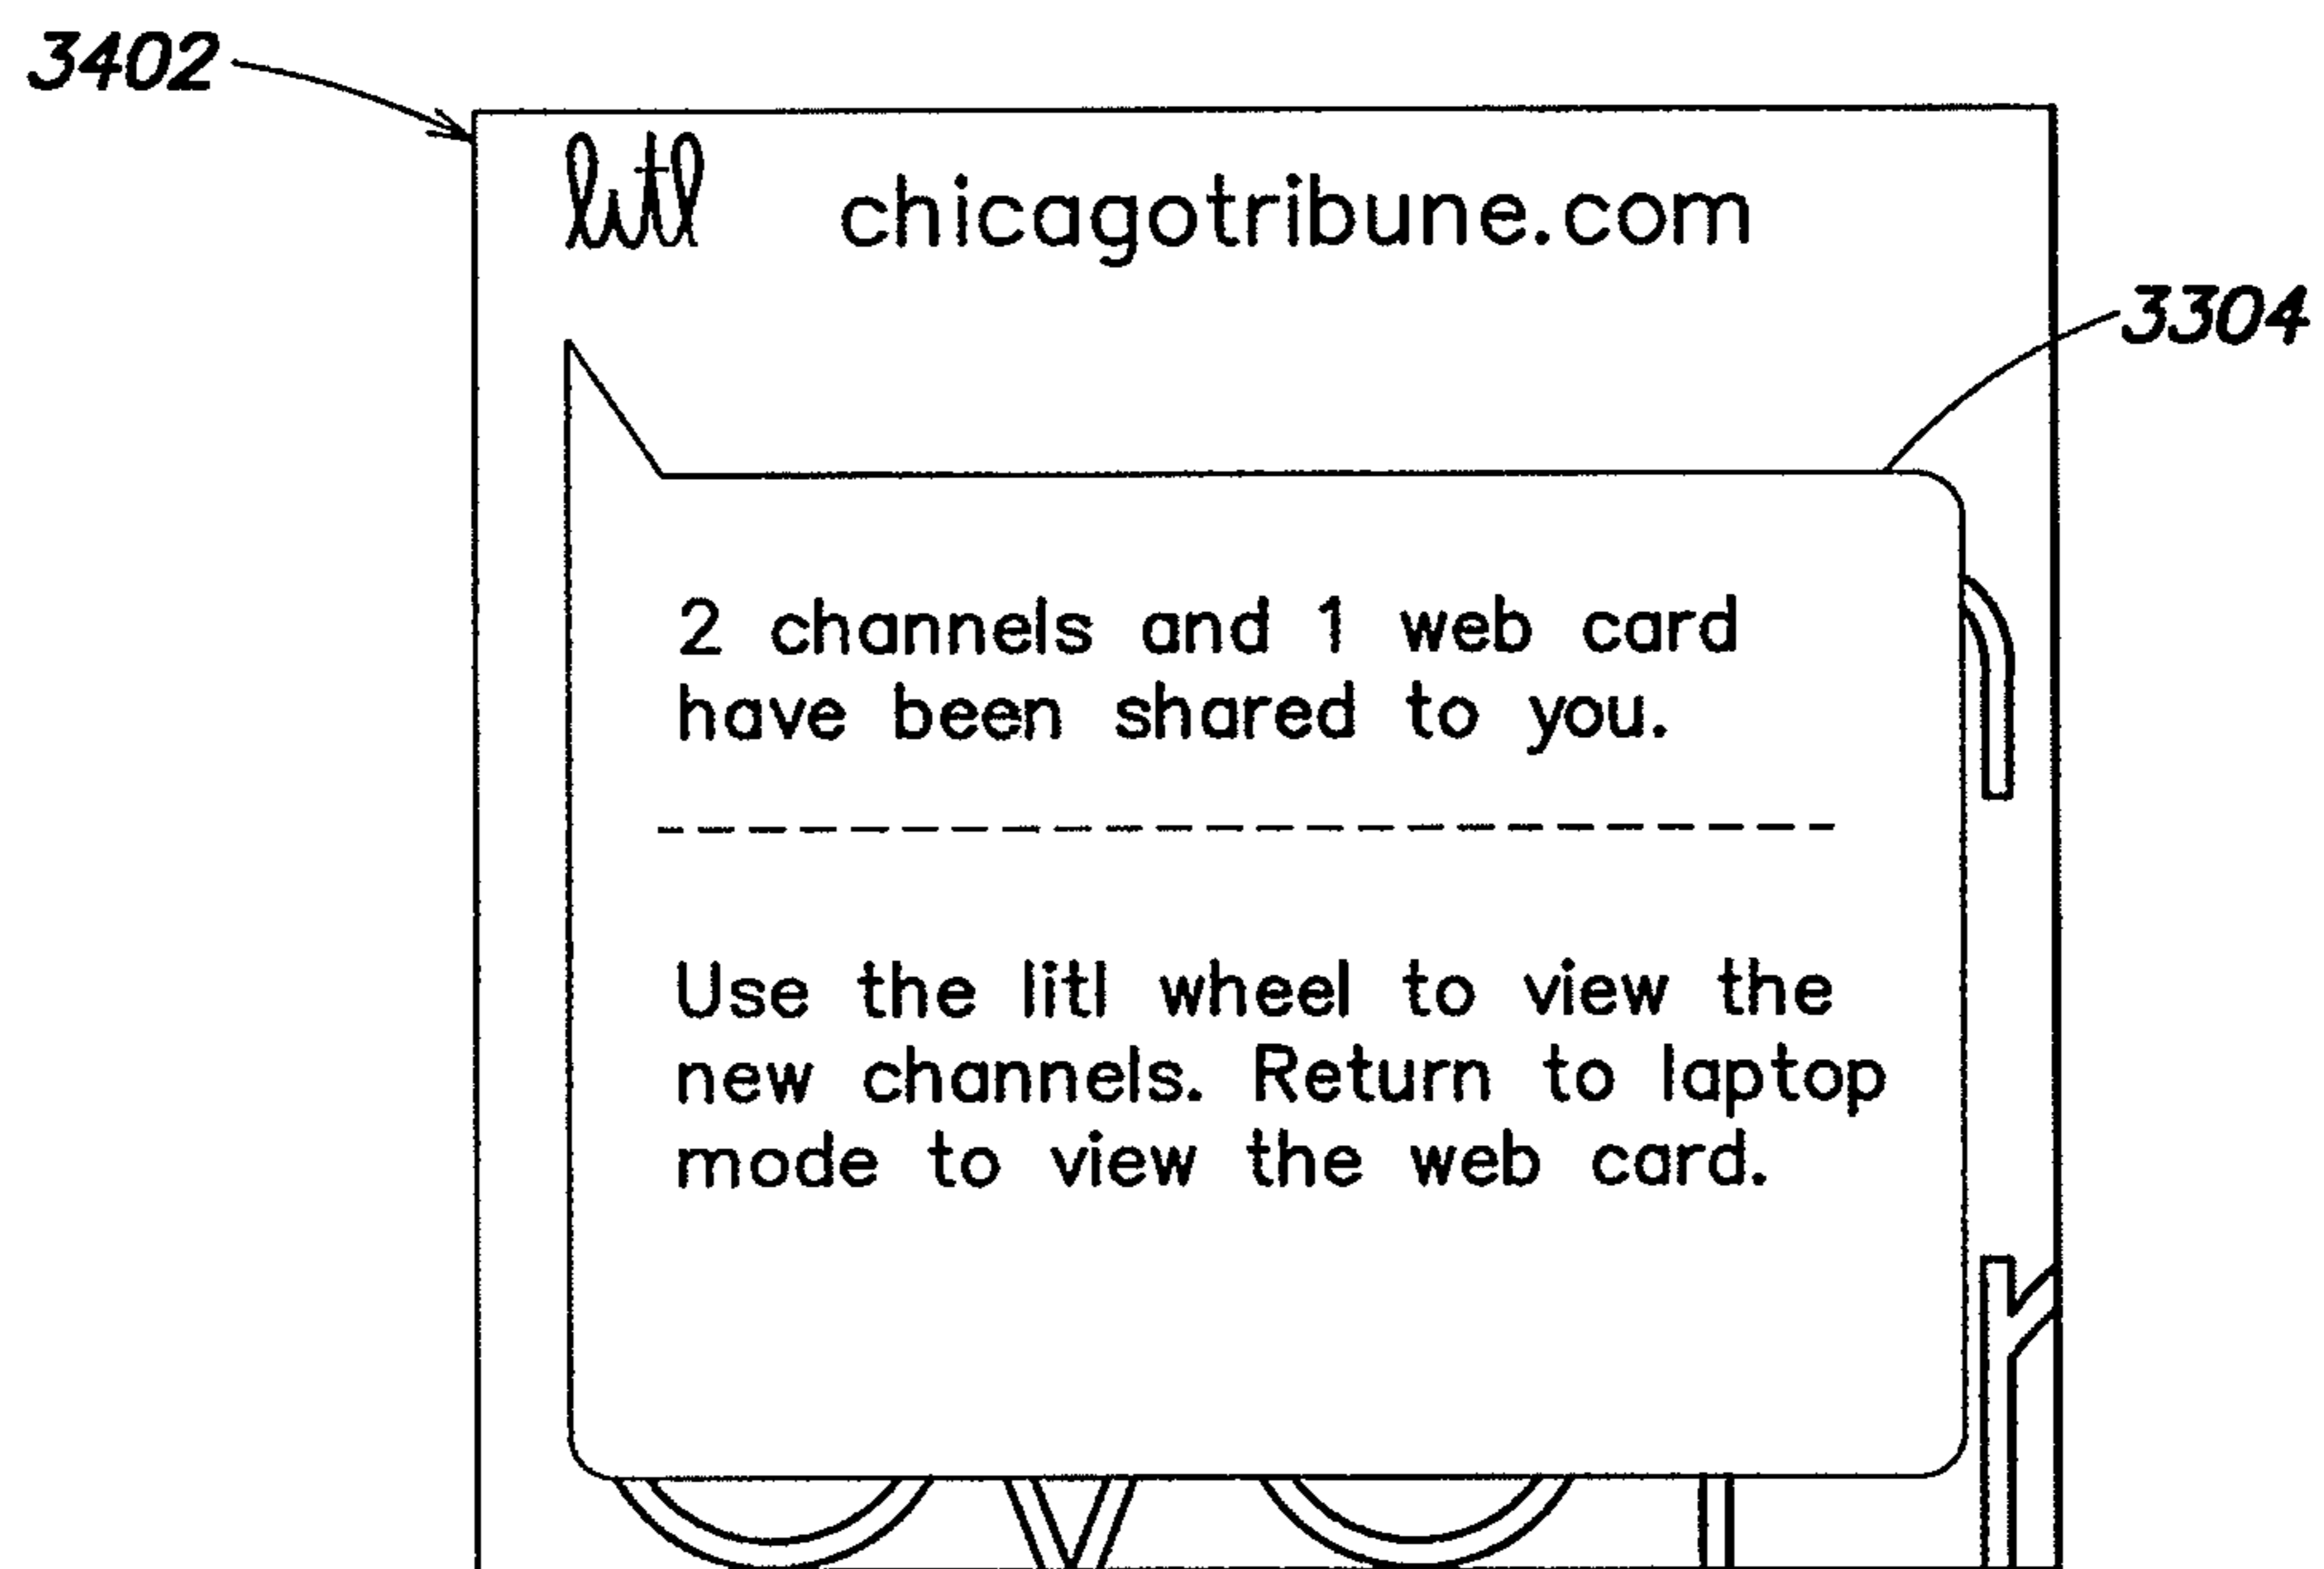 3402
litl chicagotribune.com
3304
2 channels and 1 web card
have been shared to you.
Use the litl wheel to view the
new channels. Return to laptop
mode to view the web card.